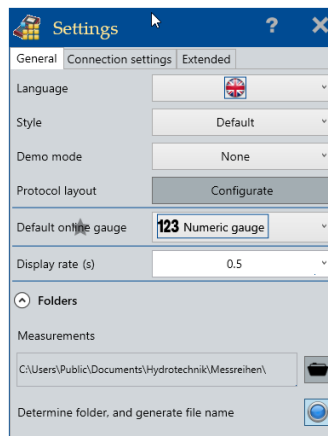 Settings ? X
General Connection settings Extended
Language
Style Default
Demo mode None
Protocol layout Configurate
Default online gauge 123 Numeric gauge
Display rate (s) 0.5
Folders
Measurements
C:\Users\Public\Documents\Hydrotechnik\Messreihen\
Determine folder, and generate file name